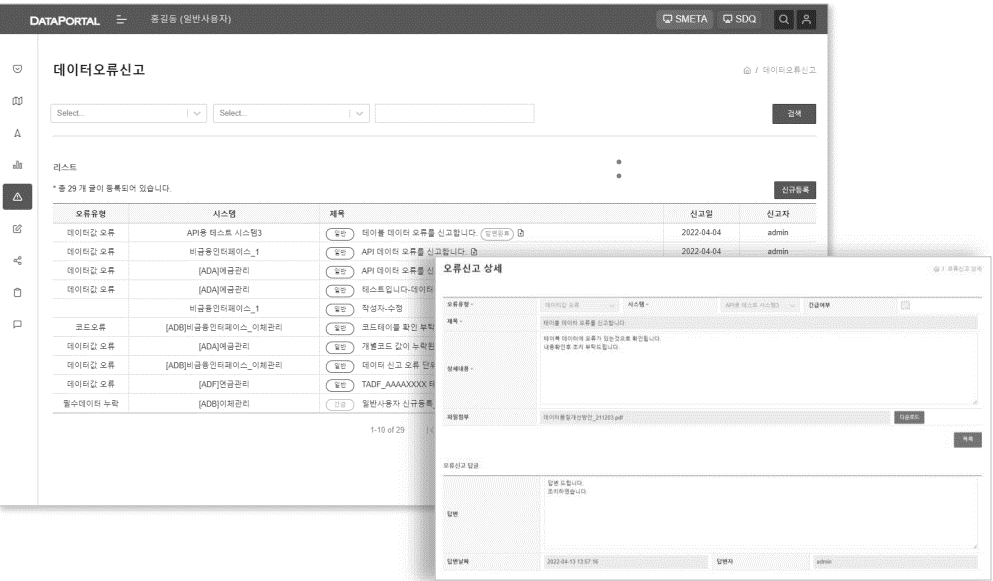 DATAPORTAL 홍길동 (일반사용자) SMETA SDQ
데이터오류신고 / 데이터오류신고
Select... Select... 검색
리스트
* 총 29 개 글이 등록되어 있습니다. 신규등록
오류유형 시스템 제목 신고일 신고자
데이터값 오류 API용 테스트 시스템3 일반 테이블 데이터 오류를 신고합니다. 답변완료 2022-04-04 admin
데이터값 오류 비금융인터페이스_1 일반 API 데이터 오류를 신고합니다. 2022-04-04 admin
데이터값 오류 [ADA]예금관리 일반 API 데이터 오류를 신
데이터값 오류 [ADA]예금관리 일반 테스트입니다-데이터
비금융인터페이스_1 일반 작성자-수정
코드오류 [ADB]비금융인터페이스_이체관리 일반 코드테이블 확인 부탁
데이터값 오류 [ADA]예금관리 일반 개별코드 값이 누락된
데이터값 오류 [ADB]비금융인터페이스_이체관리 일반 데이터 신고 오류 단위
데이터값 오류 [ADF]연금관리 일반 TADF_AAAAXXXX 테
필수데이터 누락 [ADB]이체관리 긴급 일반사용자 신규등록_
1-10 of 29
오류신고 상세 / 오류신고 상세
오류유형 데이터값 오류 시스템 API용 테스트 시스템3 긴급여부
제목 테이블 데이터 오류를 신고합니다.
상세내용 테이블 데이터에 오류가 있는것으로 확인됩니다.
내용확인후 조치 부탁드립니다.
파일첨부 데이터품질개선방안_211203.pdf 다운로드
목록
오류신고 답글
답변 답변 드립니다.
조치하였습니다.
답변날짜 2022-04-13 13:57:16 답변자 admin